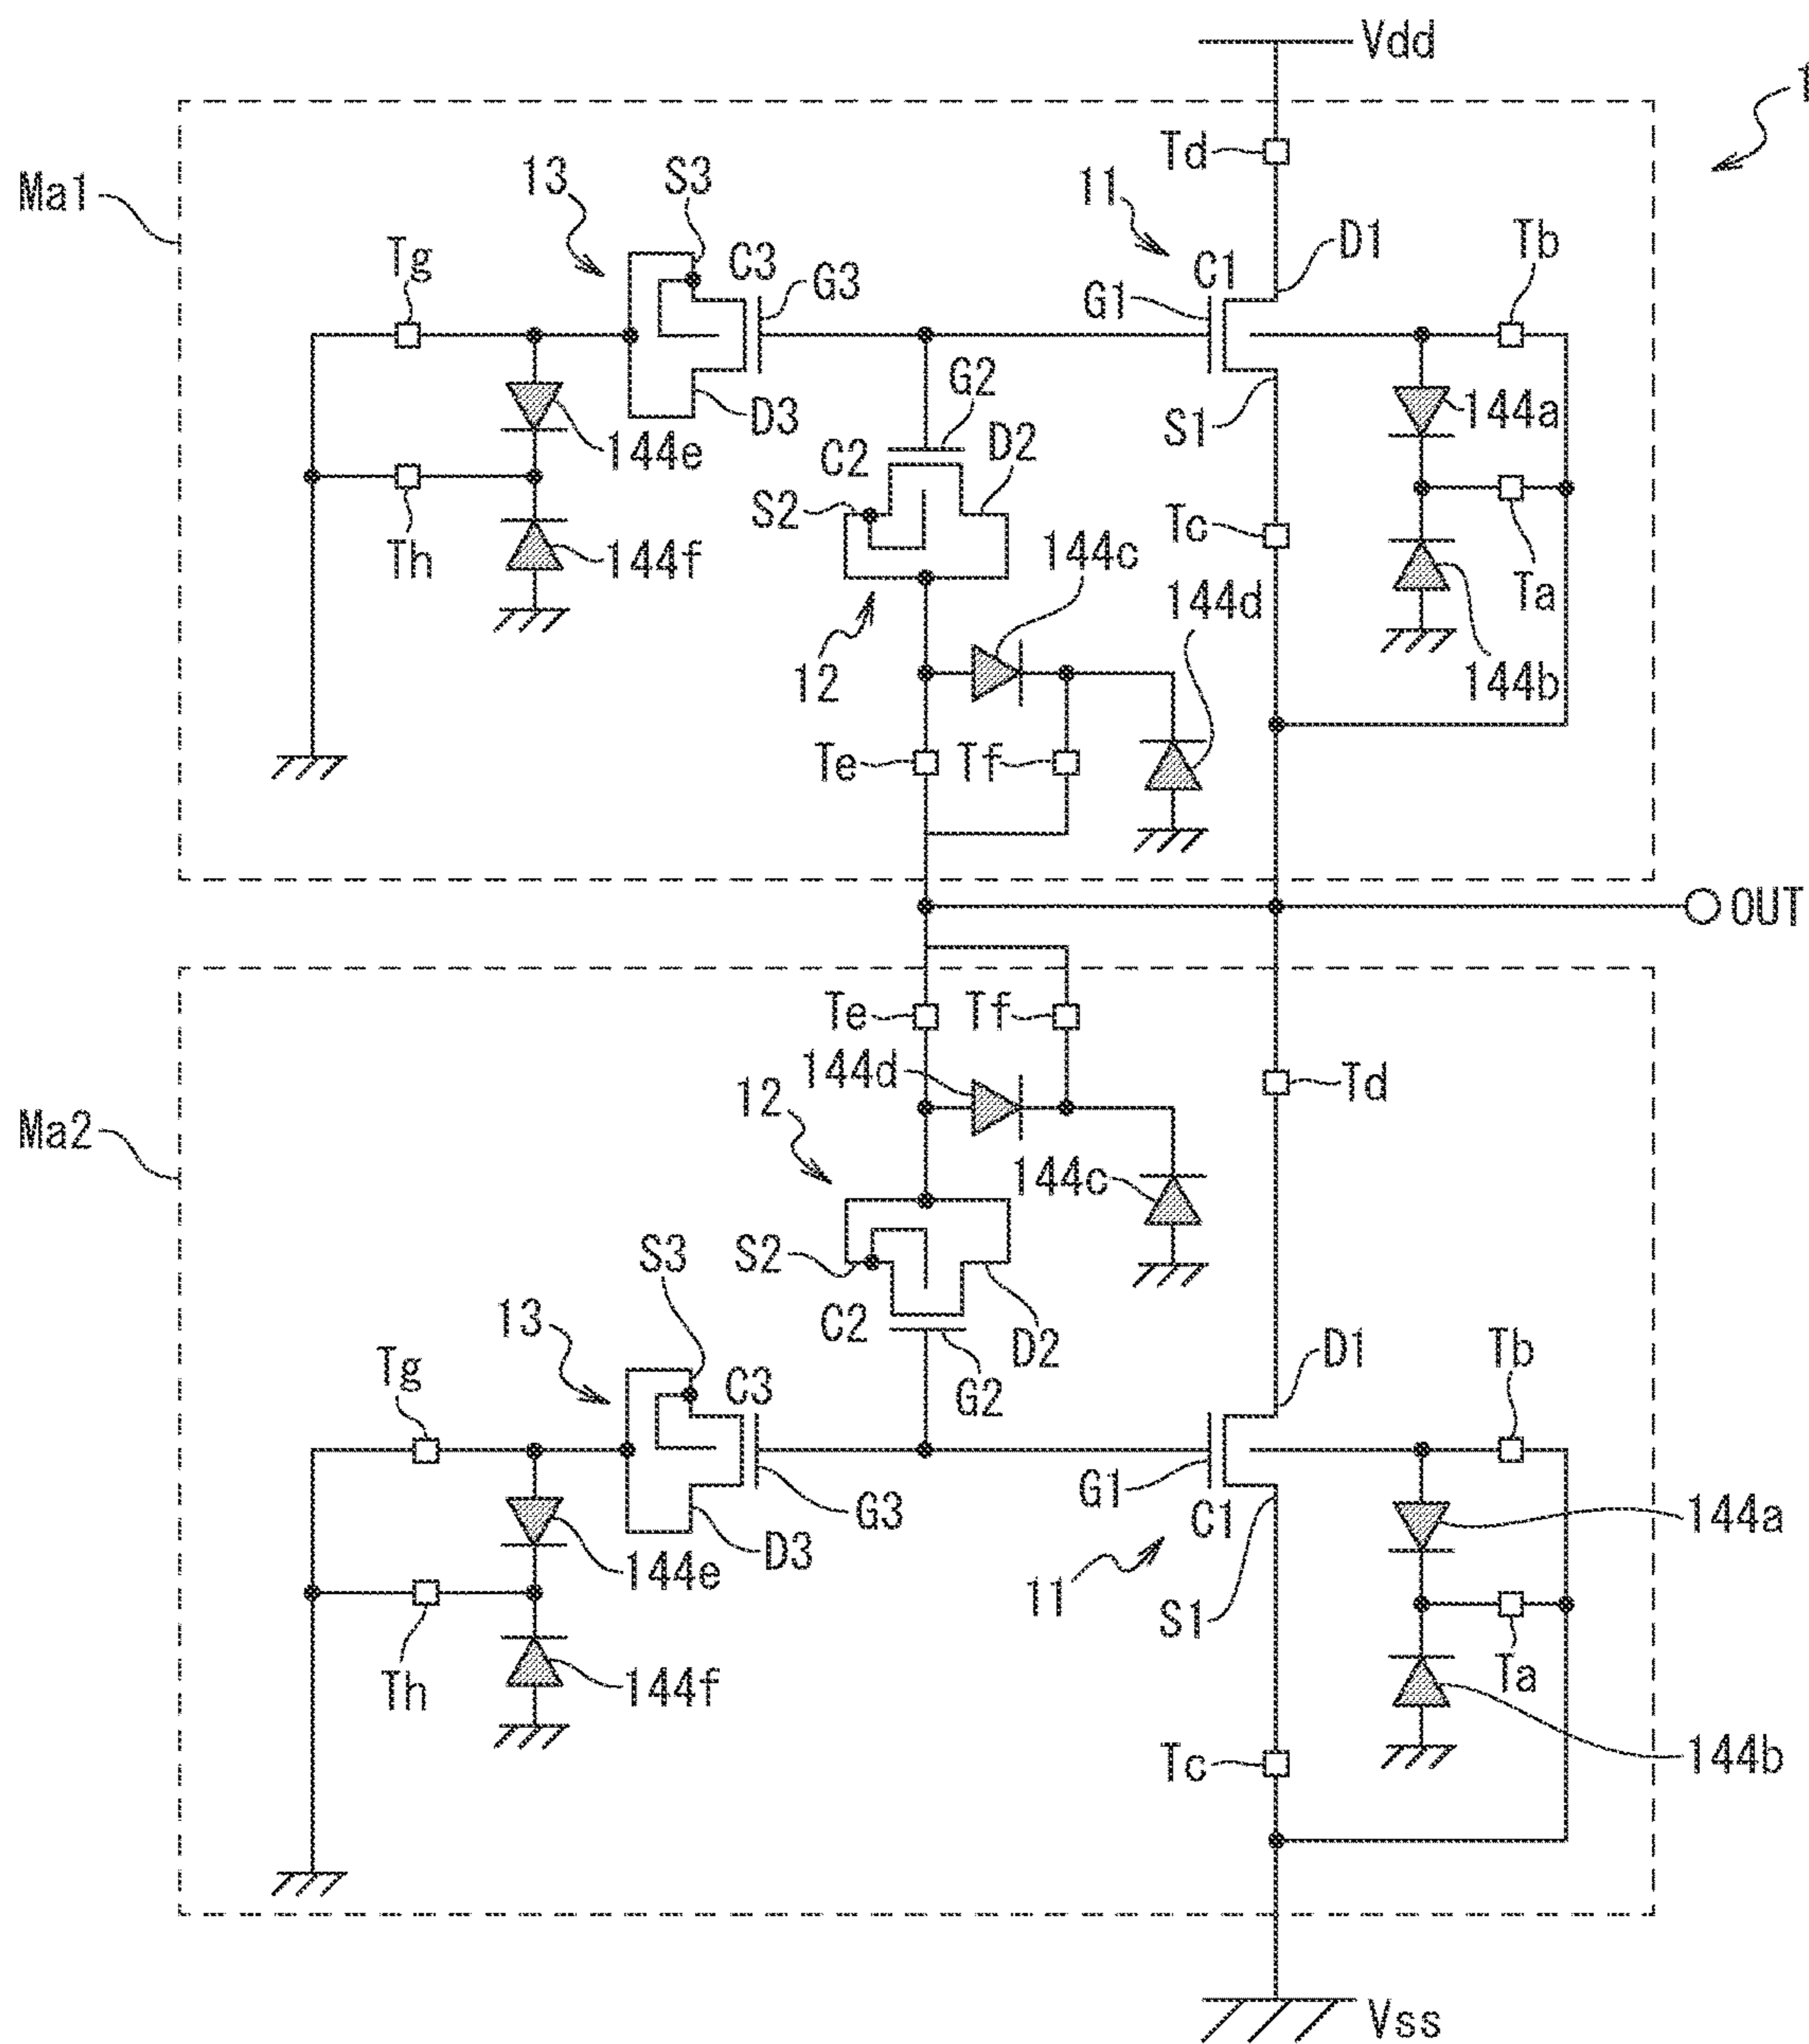 Vdd
1
Ma1
Td
13
S3
11
D1
Tb
Tg
C3
G3
C1
G1
G2
D3
S1
144a
144e
C2
D2
S2
Tc
144c
Th
144f
Ta
144d
12
144b
Te
Tf
OUT
Te
Tf
144d
Td
12
Ma2
144c
S3
S2
13
C2
D2
D1
Tb
Tg
C3
G2
G1
G3
C1
144a
D3
144e
11
S1
Th
144f
Ta
Tc
144b
Vss